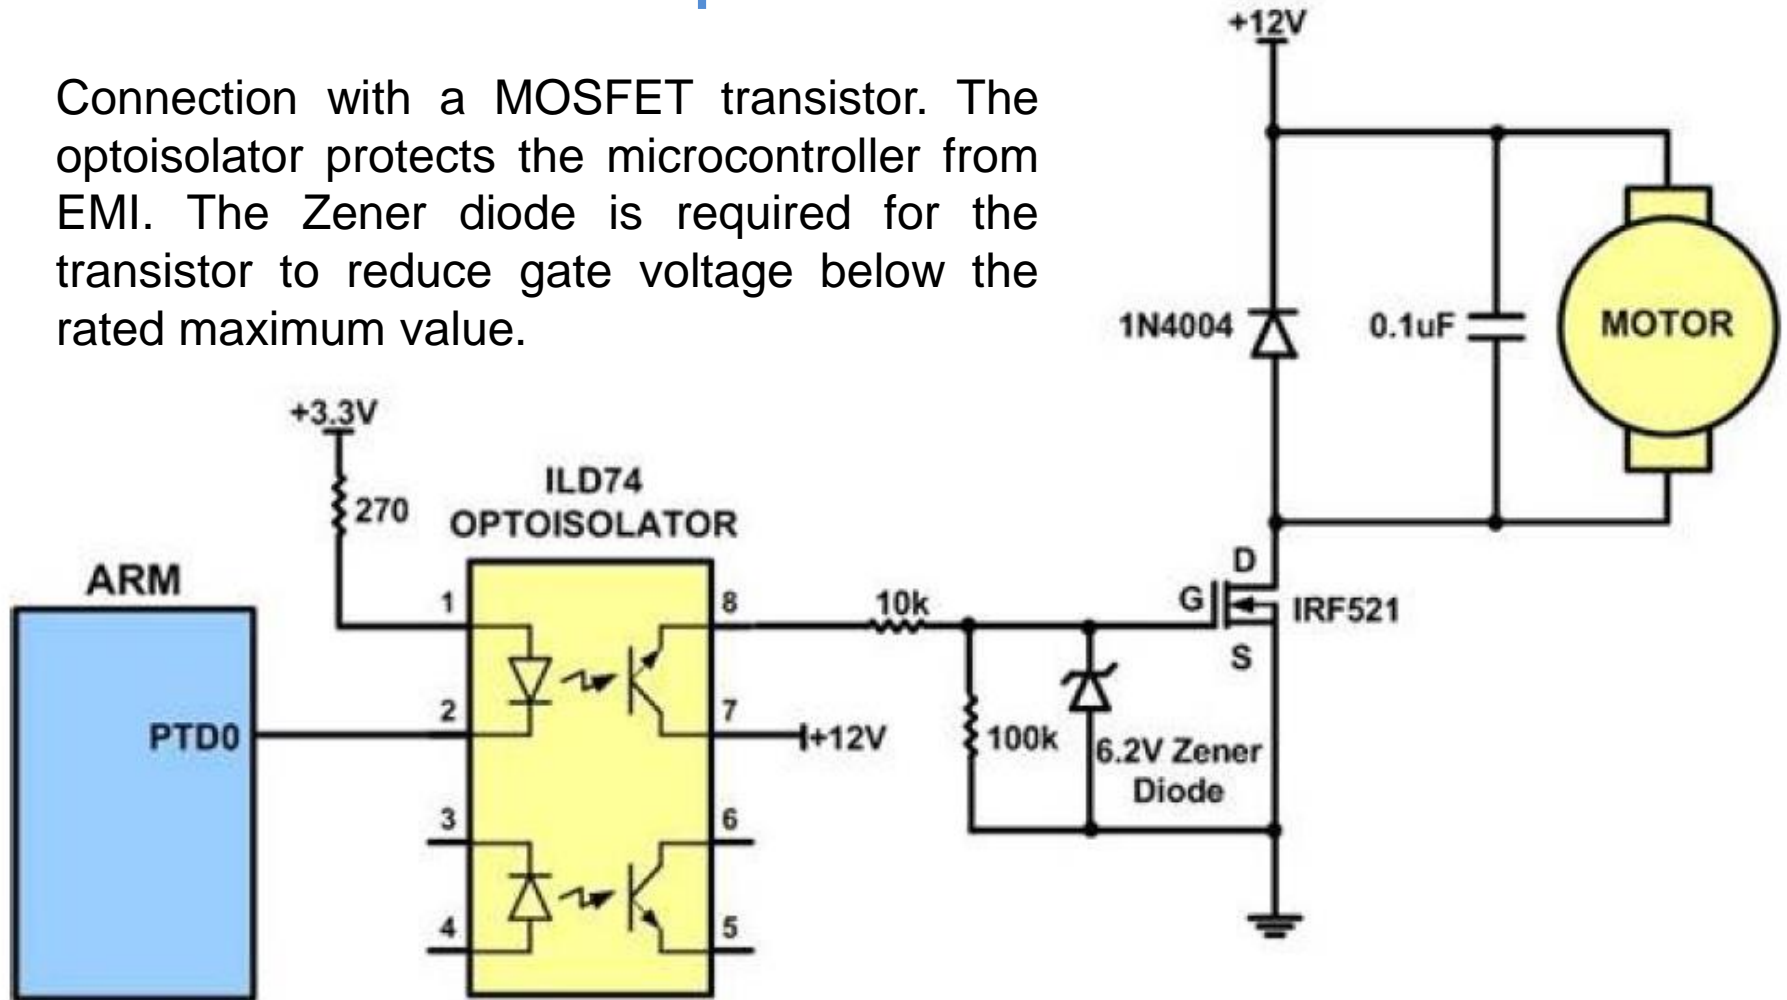 Connection with a MOSFET transistor. The
optoisolator protects the microcontroller from
EMI. The Zener diode is required for the
transistor to reduce gate voltage below the
rated maximum value.
+12V
1N4004
0.1uF
MOTOR
+3.3V
270
ILD74
OPTOISOLATOR
ARM
PTD0
1
2
3
4
8
7
6
5
10k
+12V
100k
6.2V Zener
Diode
D
G
S
IRF521